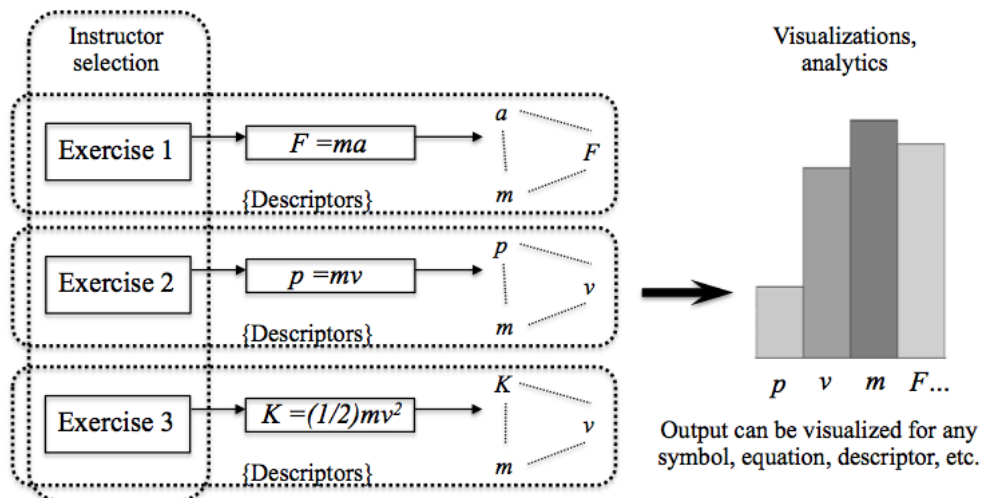 Instructor
selection
Exercise 1
F =ma
{Descriptors}
a
F
m
Exercise 2
p =mv
{Descriptors}
p
v
m
Exercise 3
K =(1/2)mv²
{Descriptors}
K
v
m
Visualizations,
analytics
p v m F...
Output can be visualized for any
symbol, equation, descriptor, etc.